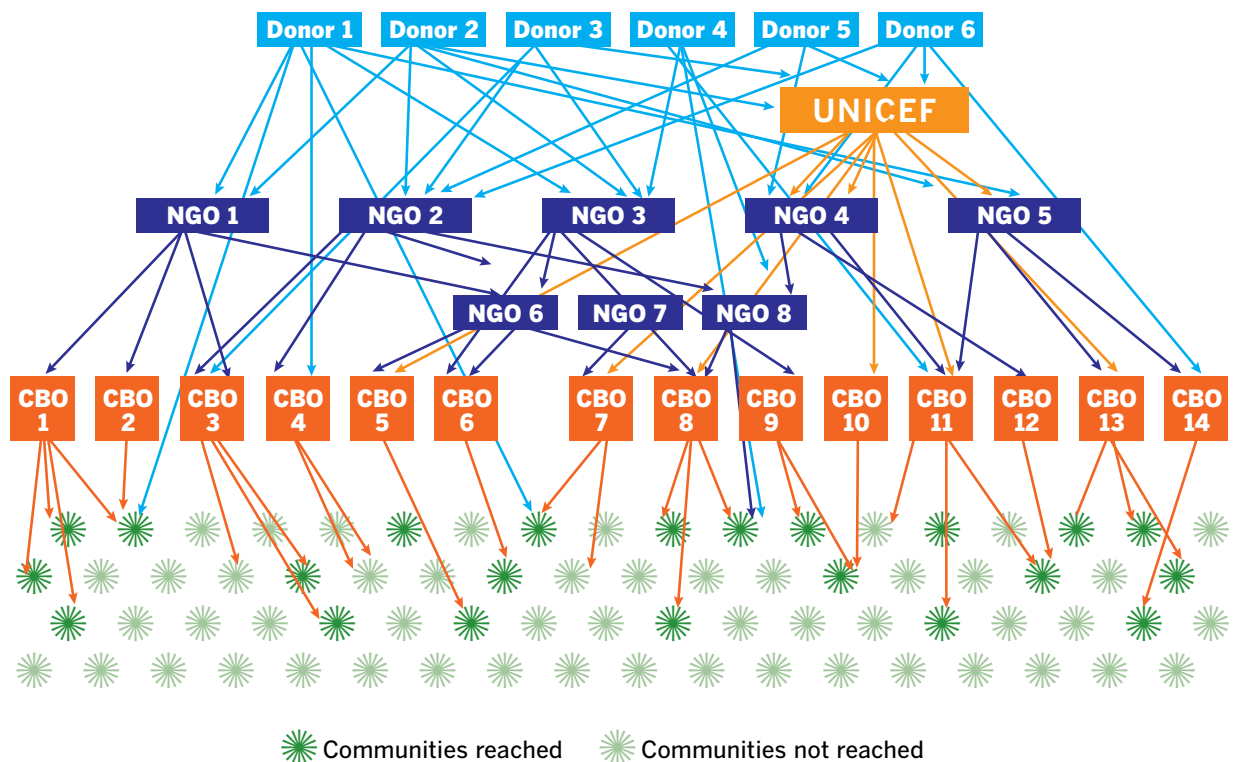 Donor 1 Donor 2 Donor 3 Donor 4 Donor 5 Donor 6
UNICEF
NGO 1 NGO 2 NGO 3 NGO 4 NGO 5
NGO 6 NGO 7 NGO 8
CBO CBO CBO CBO CBO CBO CBO CBO CBO CBO CBO CBO CBO CBO
1 2 3 4 5 6 7 8 9 10 11 12 13 14
Communities reached Communities not reached